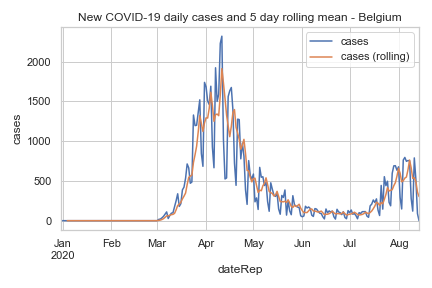 New COVID-19 daily cases and 5 day rolling mean - Belgium
cases
cases (rolling)
cases
2000
1500
1000
500
0
Jan
2020
Feb
Mar
Apr
May
Jun
Jul
Aug
dateRep